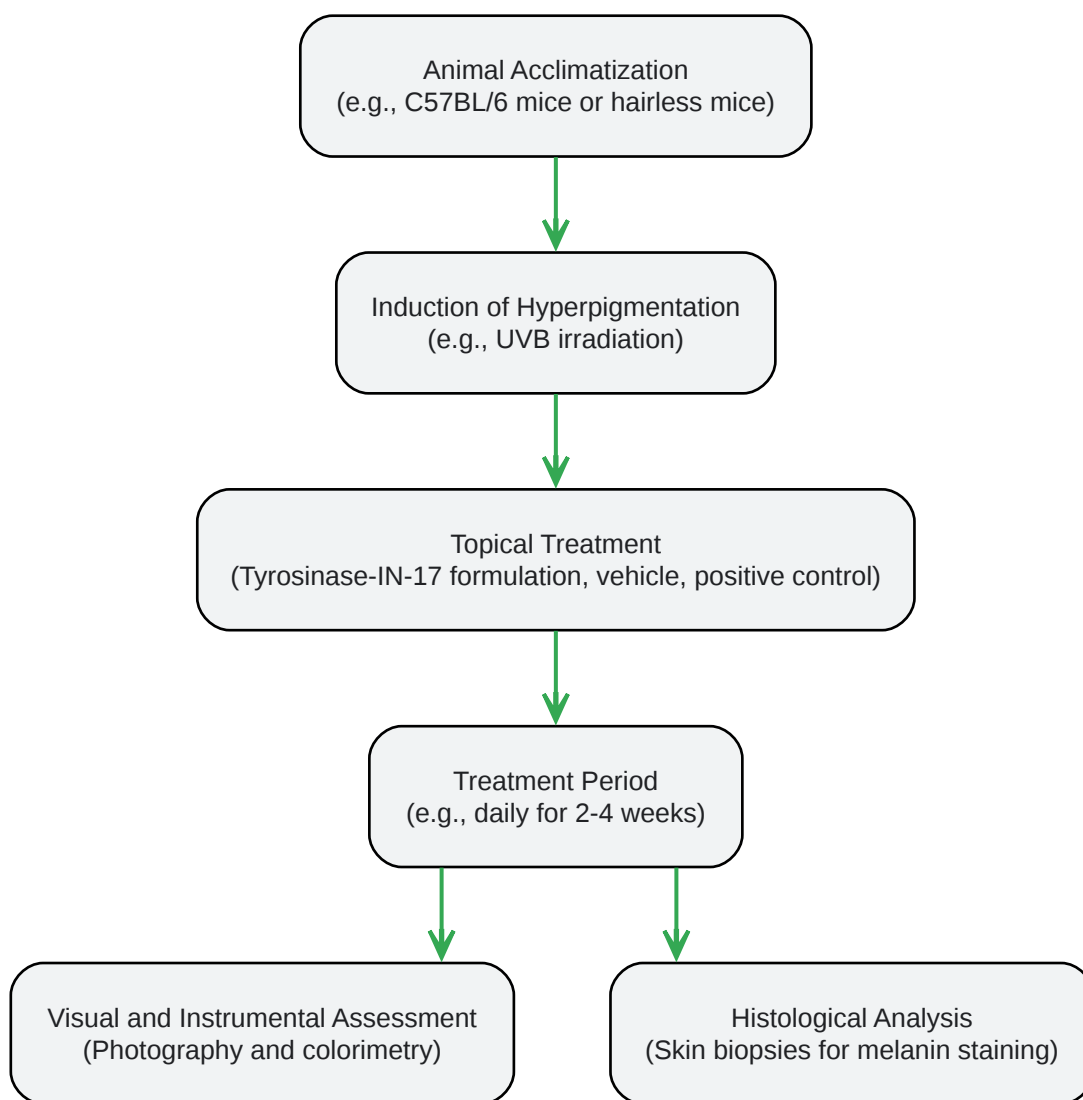 Animal Acclimatization
(e.g., C57BL/6 mice or hairless mice)
Induction of Hyperpigmentation
(e.g., UVB irradiation)
Topical Treatment
(Tyrosinase-IN-17 formulation, vehicle, positive control)
Treatment Period
(e.g., daily for 2-4 weeks)
Visual and Instrumental Assessment
(Photography and colorimetry)
Histological Analysis
(Skin biopsies for melanin staining)